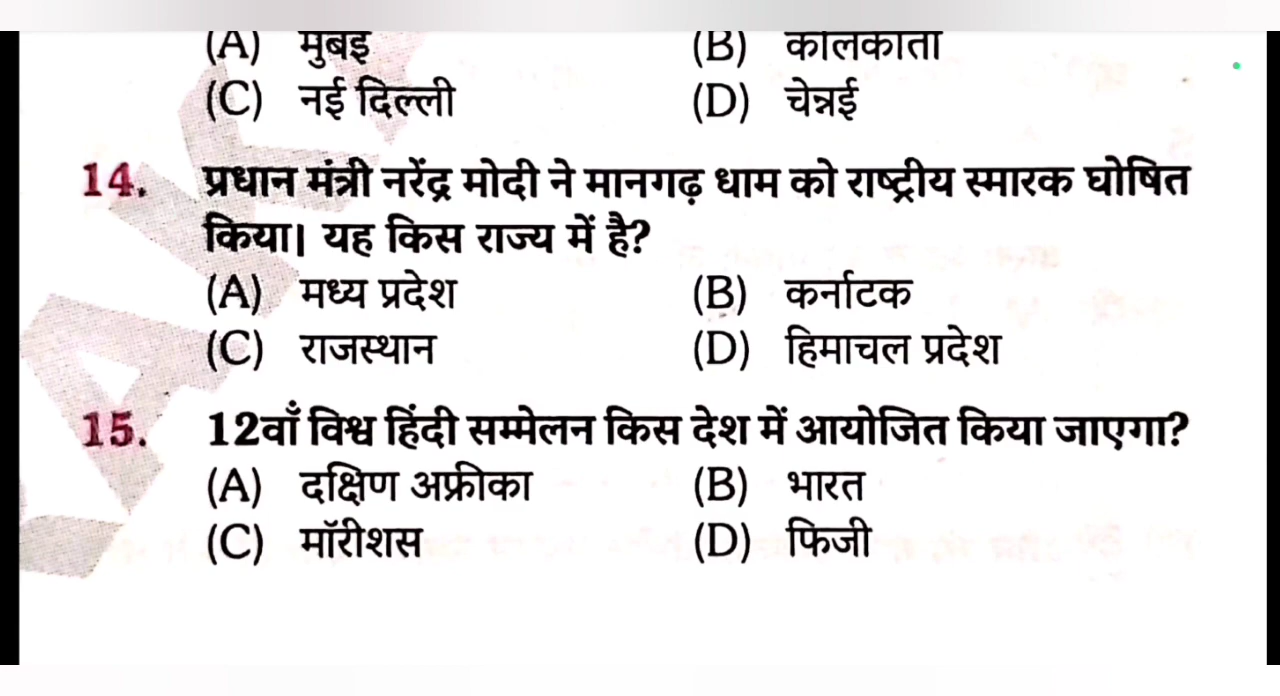 (A) मुंबई (B) कोलकाता
(C) नई दिल्ली (D) चेन्नई
14. प्रधान मंत्री नरेंद्र मोदी ने मानगढ़ धाम को राष्ट्रीय स्मारक घोषित
किया। यह किस राज्य में है?
(A) मध्य प्रदेश (B) कर्नाटक
(C) राजस्थान (D) हिमाचल प्रदेश
15. 12वाँ विश्व हिंदी सम्मेलन किस देश में आयोजित किया जाएगा?
(A) दक्षिण अफ्रीका (B) भारत
(C) मॉरीशस (D) फिजी